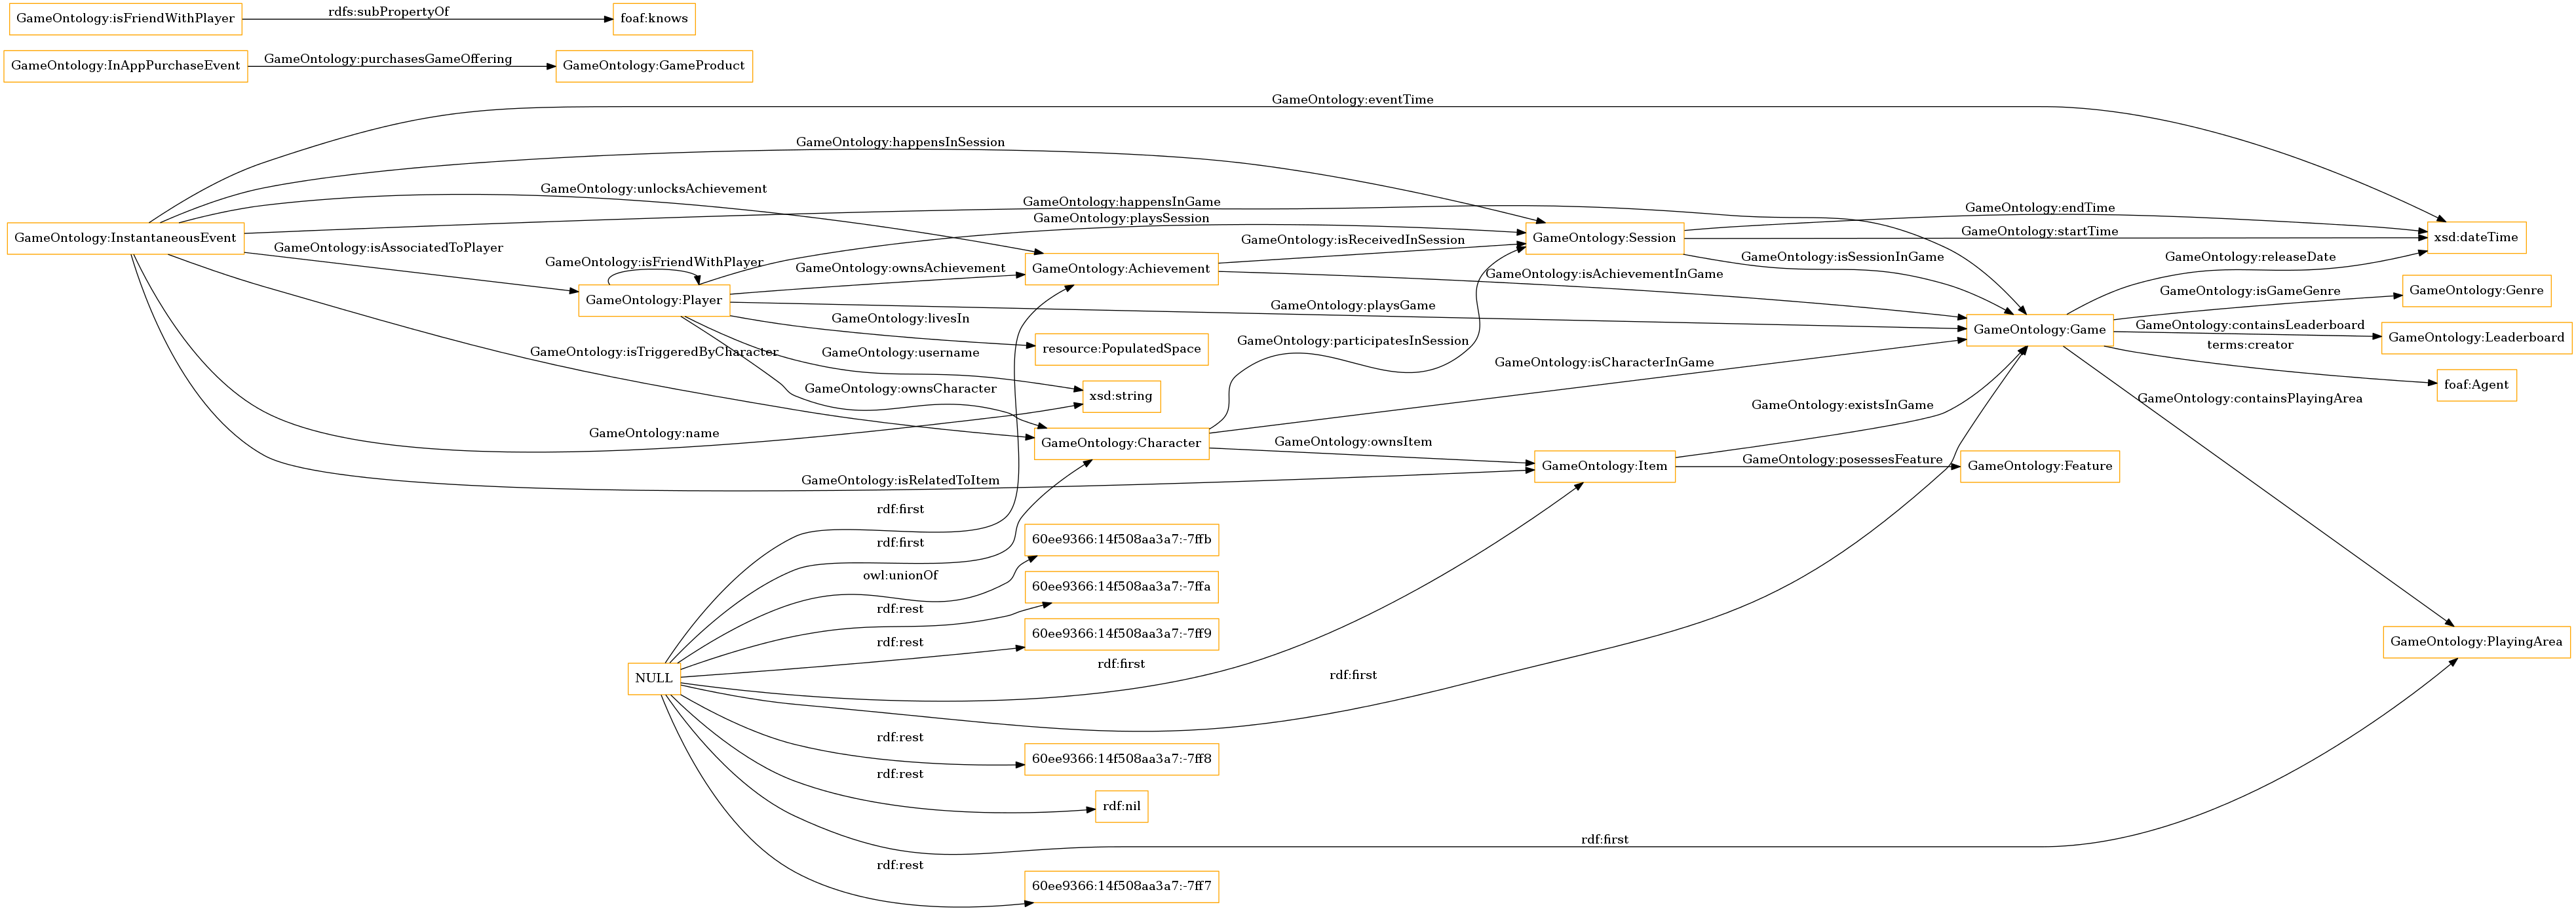 GameOntology:isFriendWithPlayer
rdfs:subPropertyOf
foaf:knows
GameOntology:InAppPurchaseEvent
GameOntology:purchasesGameOffering
GameOntology:GameProduct
GameOntology:eventTime
GameOntology:happensInSession
GameOntology:unlocksAchievement
GameOntology:happensInGame
GameOntology:playsSession
GameOntology:endTime
GameOntology:InstantaneousEvent
GameOntology:isAssociatedToPlayer
GameOntology:isReceivedInSession
GameOntology:Session
GameOntology:startTime
xsd:dateTime
GameOntology:isFriendWithPlayer
GameOntology:ownsAchievement
GameOntology:Achievement
GameOntology:isAchievementInGame
GameOntology:isSessionInGame
GameOntology:releaseDate
GameOntology:Player
GameOntology:playsGame
GameOntology:isGameGenre
GameOntology:Genre
GameOntology:livesIn
GameOntology:Game
GameOntology:containsLeaderboard
GameOntology:Leaderboard
GameOntology:isTriggeredByCharacter
GameOntology:username
resource:PopulatedSpace
GameOntology:participatesInSession
terms:creator
GameOntology:isCharacterInGame
foaf:Agent
GameOntology:ownsCharacter
xsd:string
GameOntology:existsInGame
GameOntology:containsPlayingArea
GameOntology:name
GameOntology:Character
GameOntology:ownsItem
GameOntology:isRelatedToItem
GameOntology:Item
GameOntology:posessesFeature
GameOntology:Feature
rdf:first
rdf:first
60ee9366:14f508aa3a7:-7ffb
owl:unionOf
60ee9366:14f508aa3a7:-7ffa
rdf:rest
60ee9366:14f508aa3a7:-7ff9
rdf:rest
GameOntology:PlayingArea
NULL
rdf:first
rdf:first
rdf:rest
60ee9366:14f508aa3a7:-7ff8
rdf:rest
rdf:nil
rdf:first
rdf:rest
60ee9366:14f508aa3a7:-7ff7